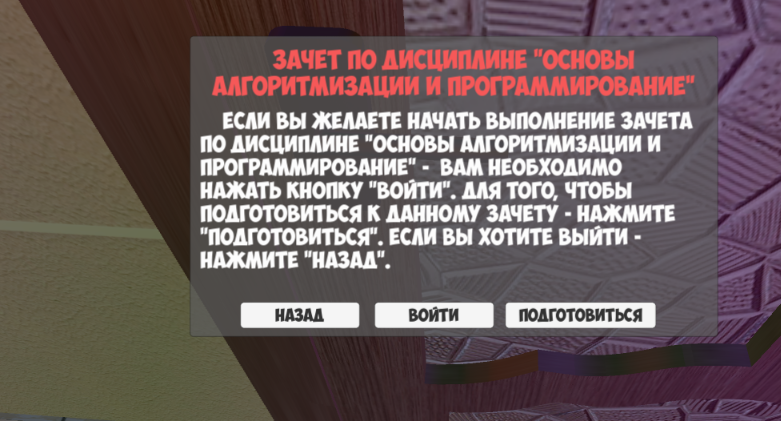 ЗАЧЕТ ПО ДИСЦИПЛИНЕ "ОСНОВЫ
АЛГОРИТМИЗАЦИИ И ПРОГРАММИРОВАНИЕ"
ЕСЛИ ВЫ ЖЕЛАЕТЕ НАЧАТЬ ВЫПОЛНЕНИЕ ЗАЧЕТА
ПО ДИСЦИПЛИНЕ "ОСНОВЫ АЛГОРИТМИЗАЦИИ И
ПРОГРАММИРОВАНИЕ" - ВАМ НЕОБХОДИМО
НАЖАТЬ КНОПКУ "ВОЙТИ". ДЛЯ ТОГО, ЧТОБЫ
ПОДГОТОВИТЬСЯ К ДАННОМУ ЗАЧЕТУ - НАЖМИТЕ
"ПОДГОТОВИТЬСЯ". ЕСЛИ ВЫ ХОТИТЕ ВЫЙТИ -
НАЖМИТЕ "НАЗАД".
НАЗАД ВОЙТИ ПОДГОТОВИТЬСЯ